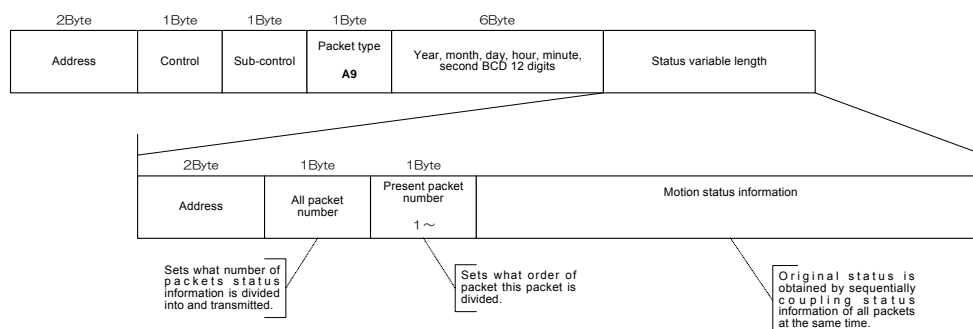 2Byte 1Byte 1Byte 1Byte 6Byte
Address
Control
Sub-control
Packet type
A9
Year, month, day, hour, minute,
second BCD 12 digits
Status variable length
2Byte 1Byte 1Byte
Address
All packet
number
Present packet
number
1～
Motion status information
Sets what number of
packets status
information is divided
into and transmitted.
Sets what order of
packet this packet is
divided.
Original status is
obtained by sequentially
coupling status
information of all packets
at the same time.